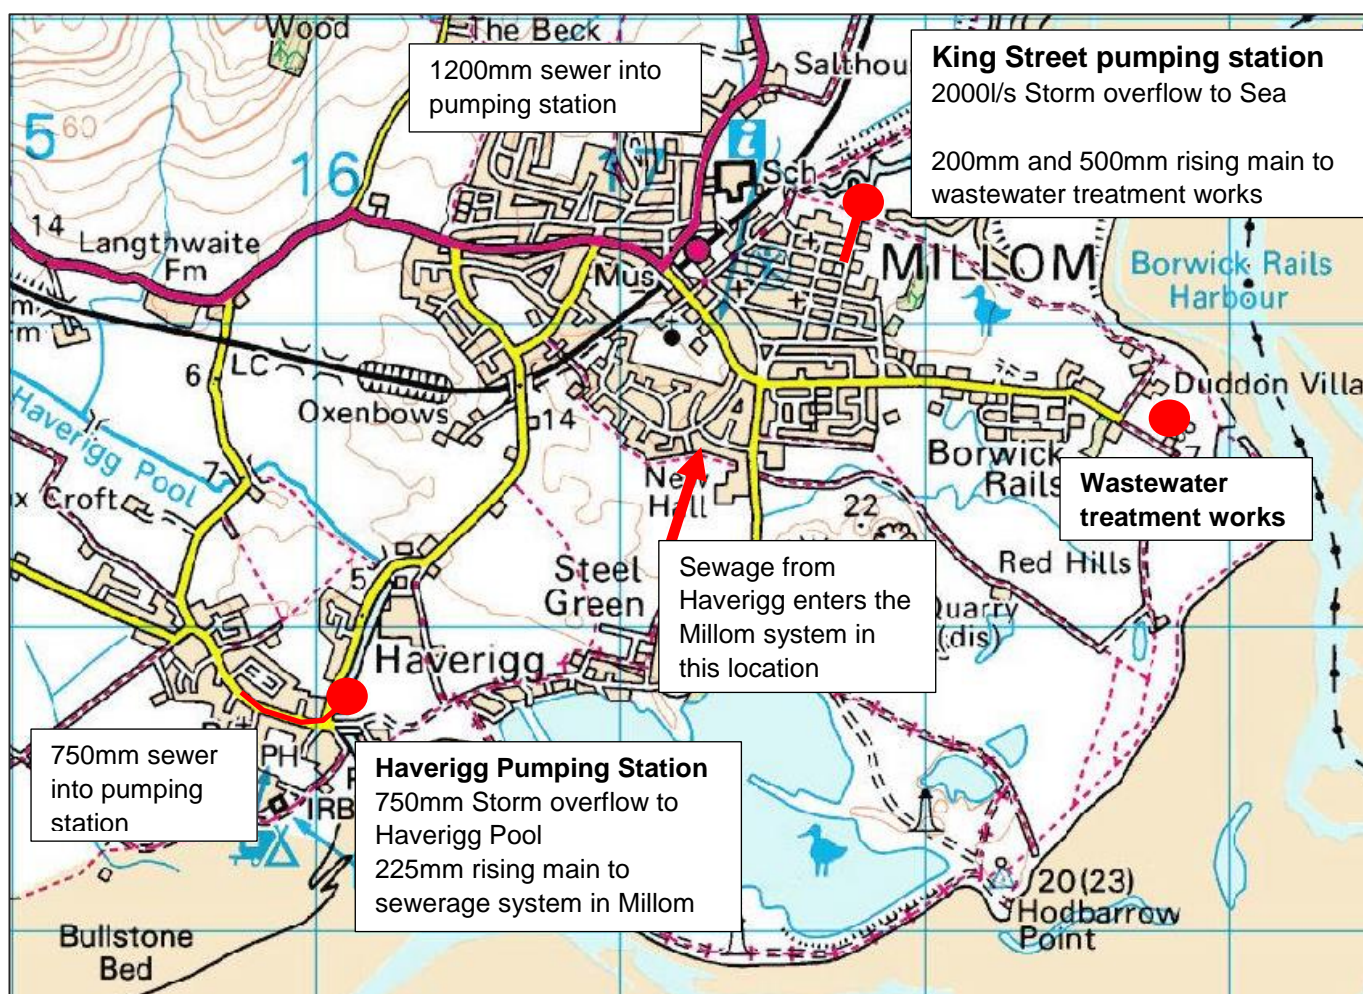 Wood
The Beck
1200mm sewer into
pumping station
Salthou
King Street pumping station
2000l/s Storm overflow to Sea
200mm and 500mm rising main to
wastewater treatment works
5
60
16
17
i
Sch
14
Langthwaite
Fm
Mus
MILLOM
Borwick Rails
Harbour
m
m
6
LC
Oxenbows
14
Duddon Villa
Haverigg Pool
7
x Croft
New
Hall
22
Borwick
Rails
7
Wastewater
treatment works
5
Steel
Green
Sewage from
Haverigg enters the
Millom system in
this location
Red Hills
Quarry
(dis)
Haverigg
750mm sewer
into pumping
station
PH
IRB
Haverigg Pumping Station
750mm Storm overflow to
Haverigg Pool
225mm rising main to
sewerage system in Millom
20(23)
Hodbarrow
Point
Bullstone
Bed